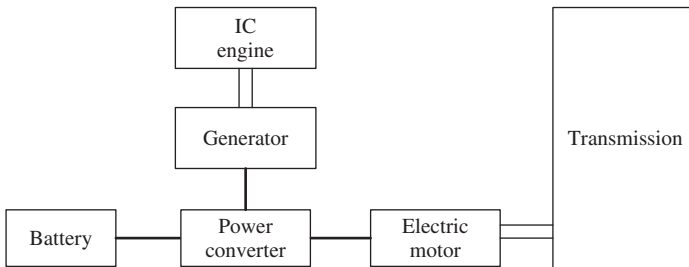 IC
engine
Generator
Transmission
Battery
Power
converter
Electric
motor